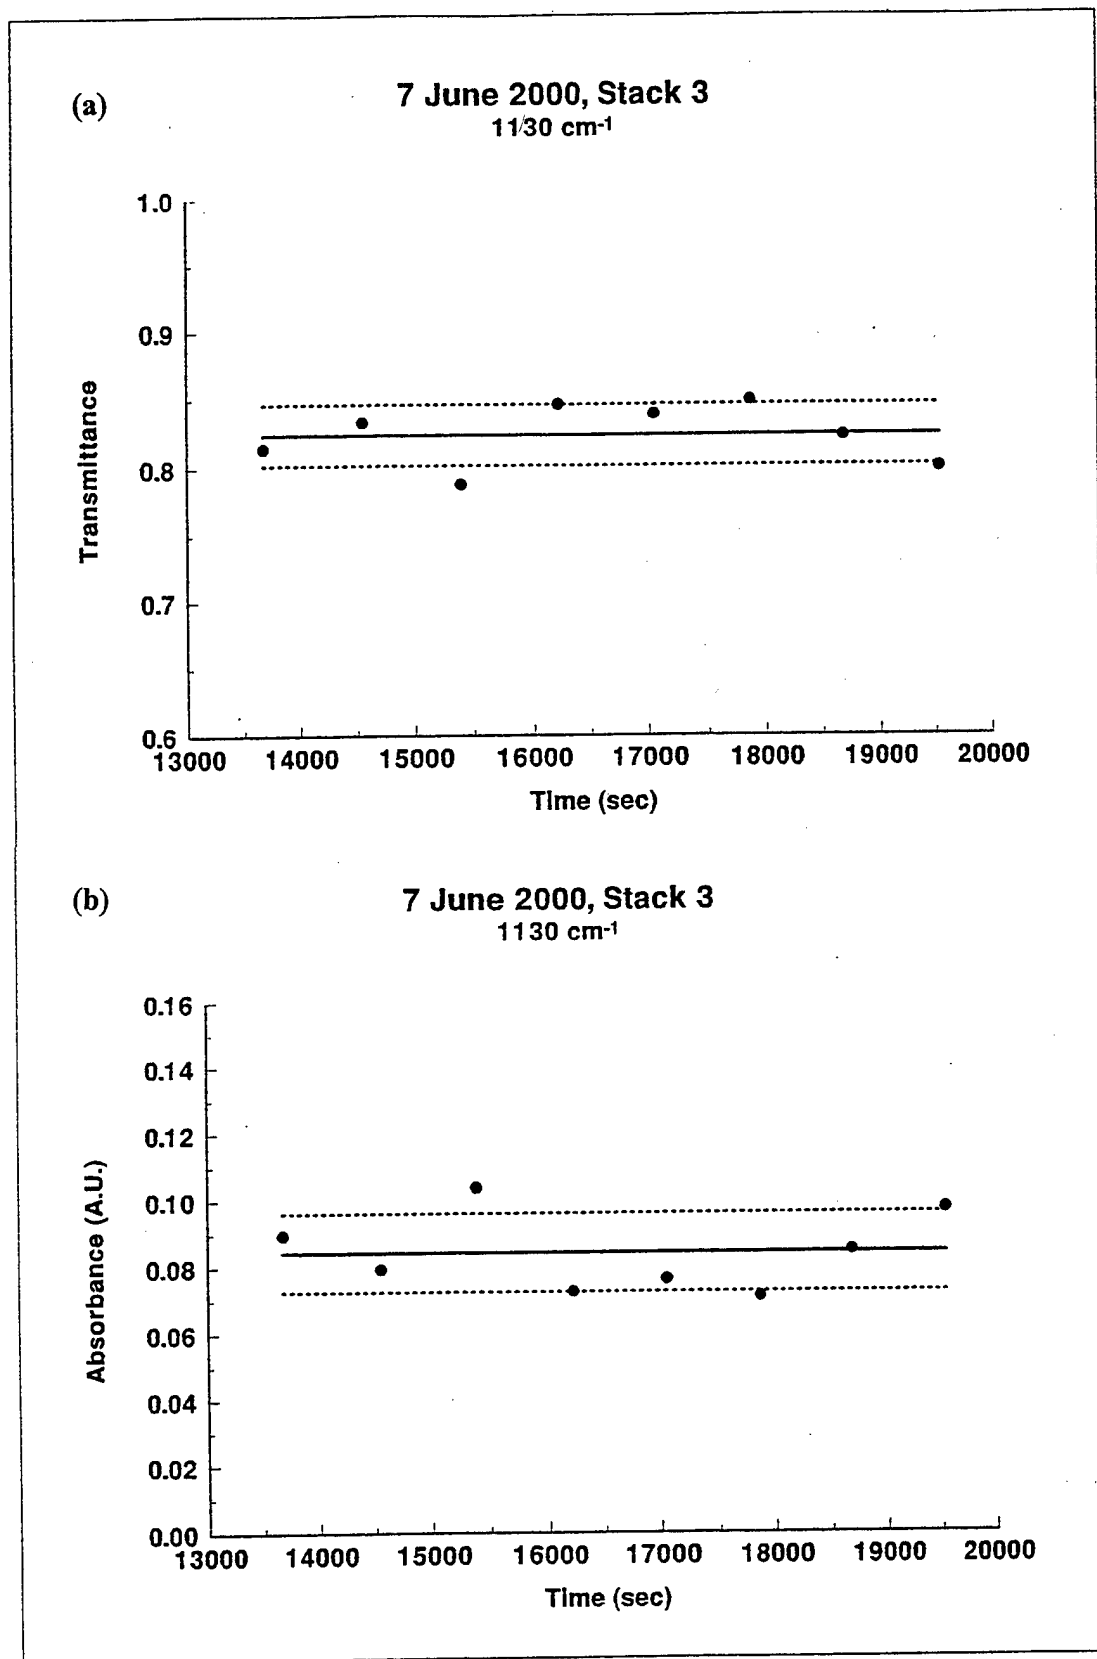 (a)
7 June 2000, Stack 3
1130 cm-1
1.0
0.9
0.8
0.7
0.6
Transmittance
13000 14000 15000 16000 17000 18000 19000 20000
Time (sec)
(b)
7 June 2000, Stack 3
1130 cm-1
0.16
0.14
0.12
0.10
0.08
0.06
0.04
0.02
0.00
Absorbance (A.U.)
13000 14000 15000 16000 17000 18000 19000 20000
Time (sec)